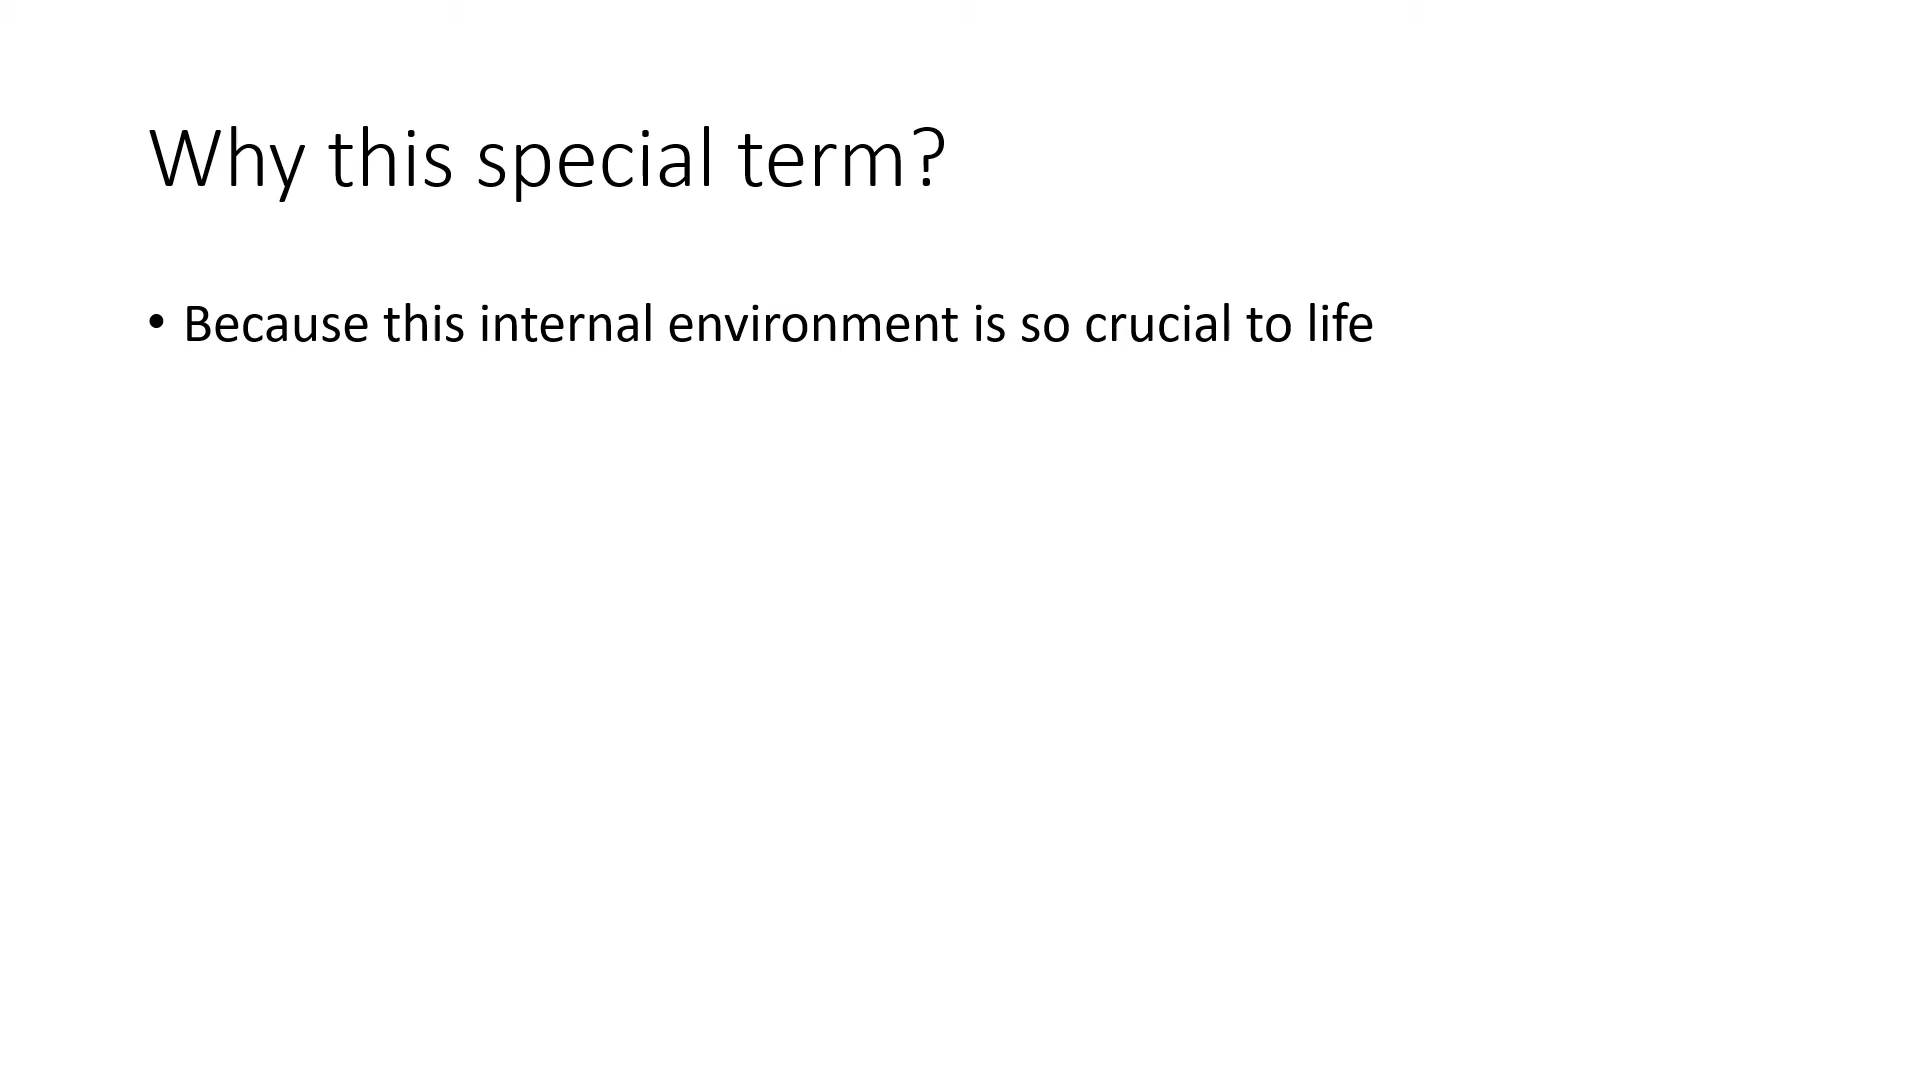 Why this special term?
• Because this internal environment is so crucial to life